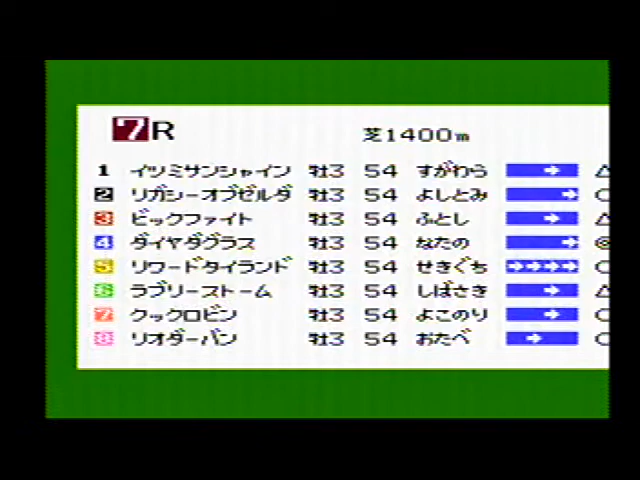 7R 芝1400m
1 イツミサンシャイン 牡3 54 すがわら → △
2 リガシーオブゼルダ 牡3 54 よしとみ → ○
3 ビックファイト 牡3 54 ふとし → △
4 ダイヤダグラス 牡3 54 なたの → ◎
5 リワードタイランド 牡3 54 せきぐち →→→→ ○
6 ラブリーストーム 牡3 54 しばさき → △
7 クックロビン 牡3 54 よこのり → ○
8 リオダーバン 牡3 54 おたべ → ○